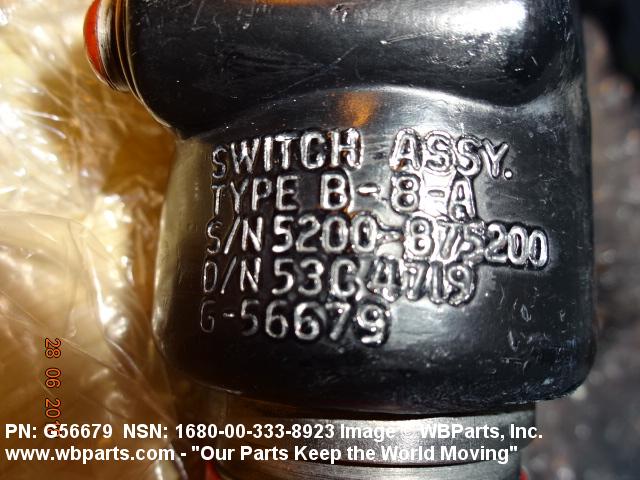 SWITCH ASSY.
TYPE B-8-A
S/N 5200-875200
D/N 53C4719
G-56679
28 06
PN: G56679 NSN: 1680-00-333-8923 Image © WBParts, Inc.
www.wbparts.com - "Our Parts Keep the World Moving"